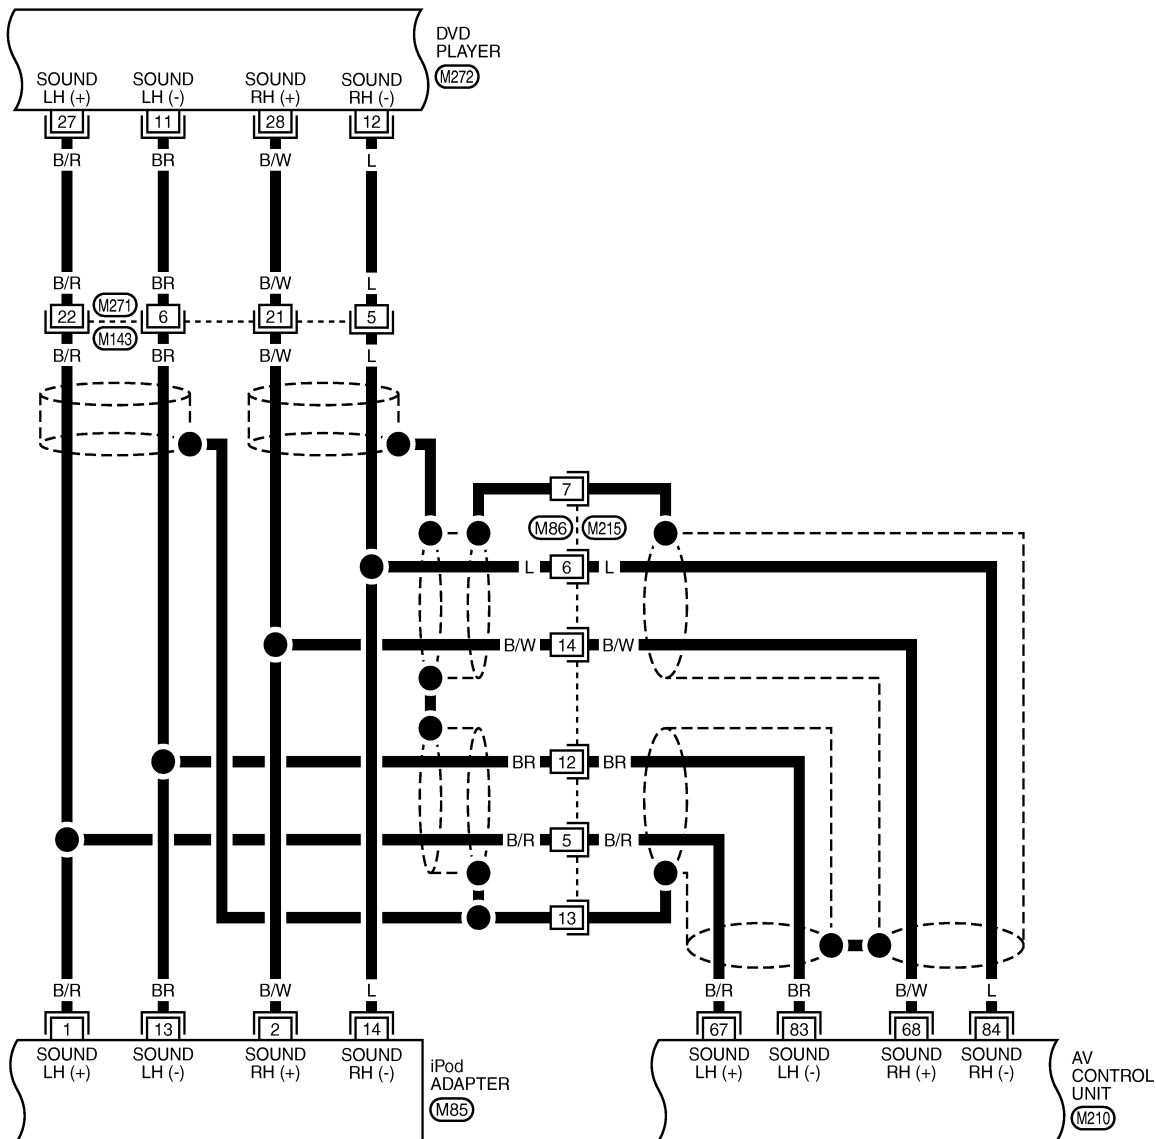 DVD
PLAYER
M272
SOUND
LH (+)
SOUND
LH (-)
SOUND
RH (+)
SOUND
RH (-)
27
11
28
12
B/R
BR
B/W
L
B/R
BR
B/W
L
22
M271
M143
6
21
5
B/R
BR
B/W
L
7
M86
M215
L
6
L
B/W
14
B/W
BR
12
BR
B/R
5
B/R
13
B/R
BR
B/W
L
B/R
BR
B/W
L
1
13
2
14
67
83
68
84
SOUND
LH (+)
SOUND
LH (-)
SOUND
RH (+)
SOUND
RH (-)
iPod
ADAPTER
M85
SOUND
LH (+)
SOUND
LH (-)
SOUND
RH (+)
SOUND
RH (-)
AV
CONTROL
UNIT
M210